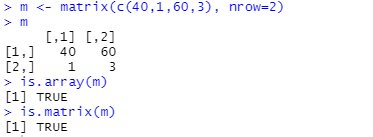 > m <- matrix(c(40,1,60,3), nrow=2)
> m
     [,1] [,2]
[1,]   40   60
[2,]    1    3
> is.array(m)
[1] TRUE
> is.matrix(m)
[1] TRUE